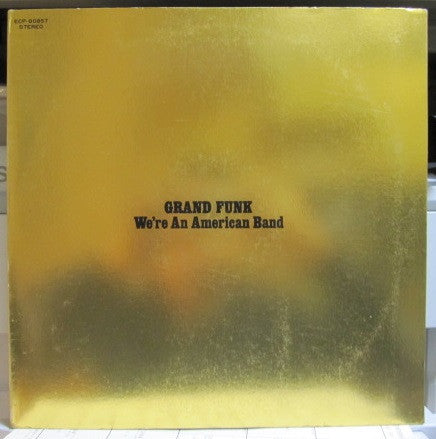 ECP-80857
STEREO
GRAND FUNK
We're An American Band